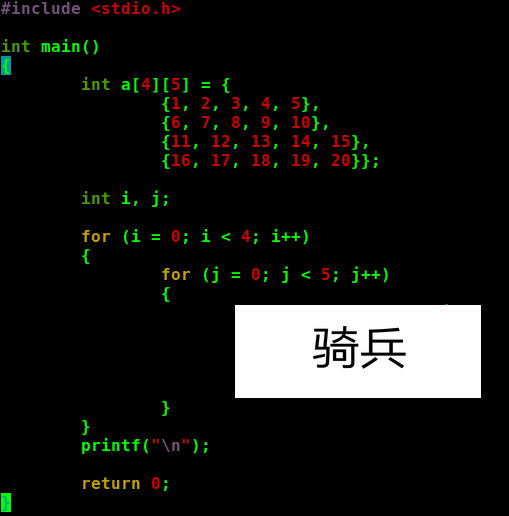 #include <stdio.h>
int main()
{
int a[4][5] = {
{1, 2, 3, 4, 5},
{6, 7, 8, 9, 10},
{11, 12, 13, 14, 15},
{16, 17, 18, 19, 20}};
int i, j;
for (i = 0; i < 4; i++)
{
for (j = 0; j < 5; j++)
{
骑兵
}
}
printf("\n");
return 0;
}